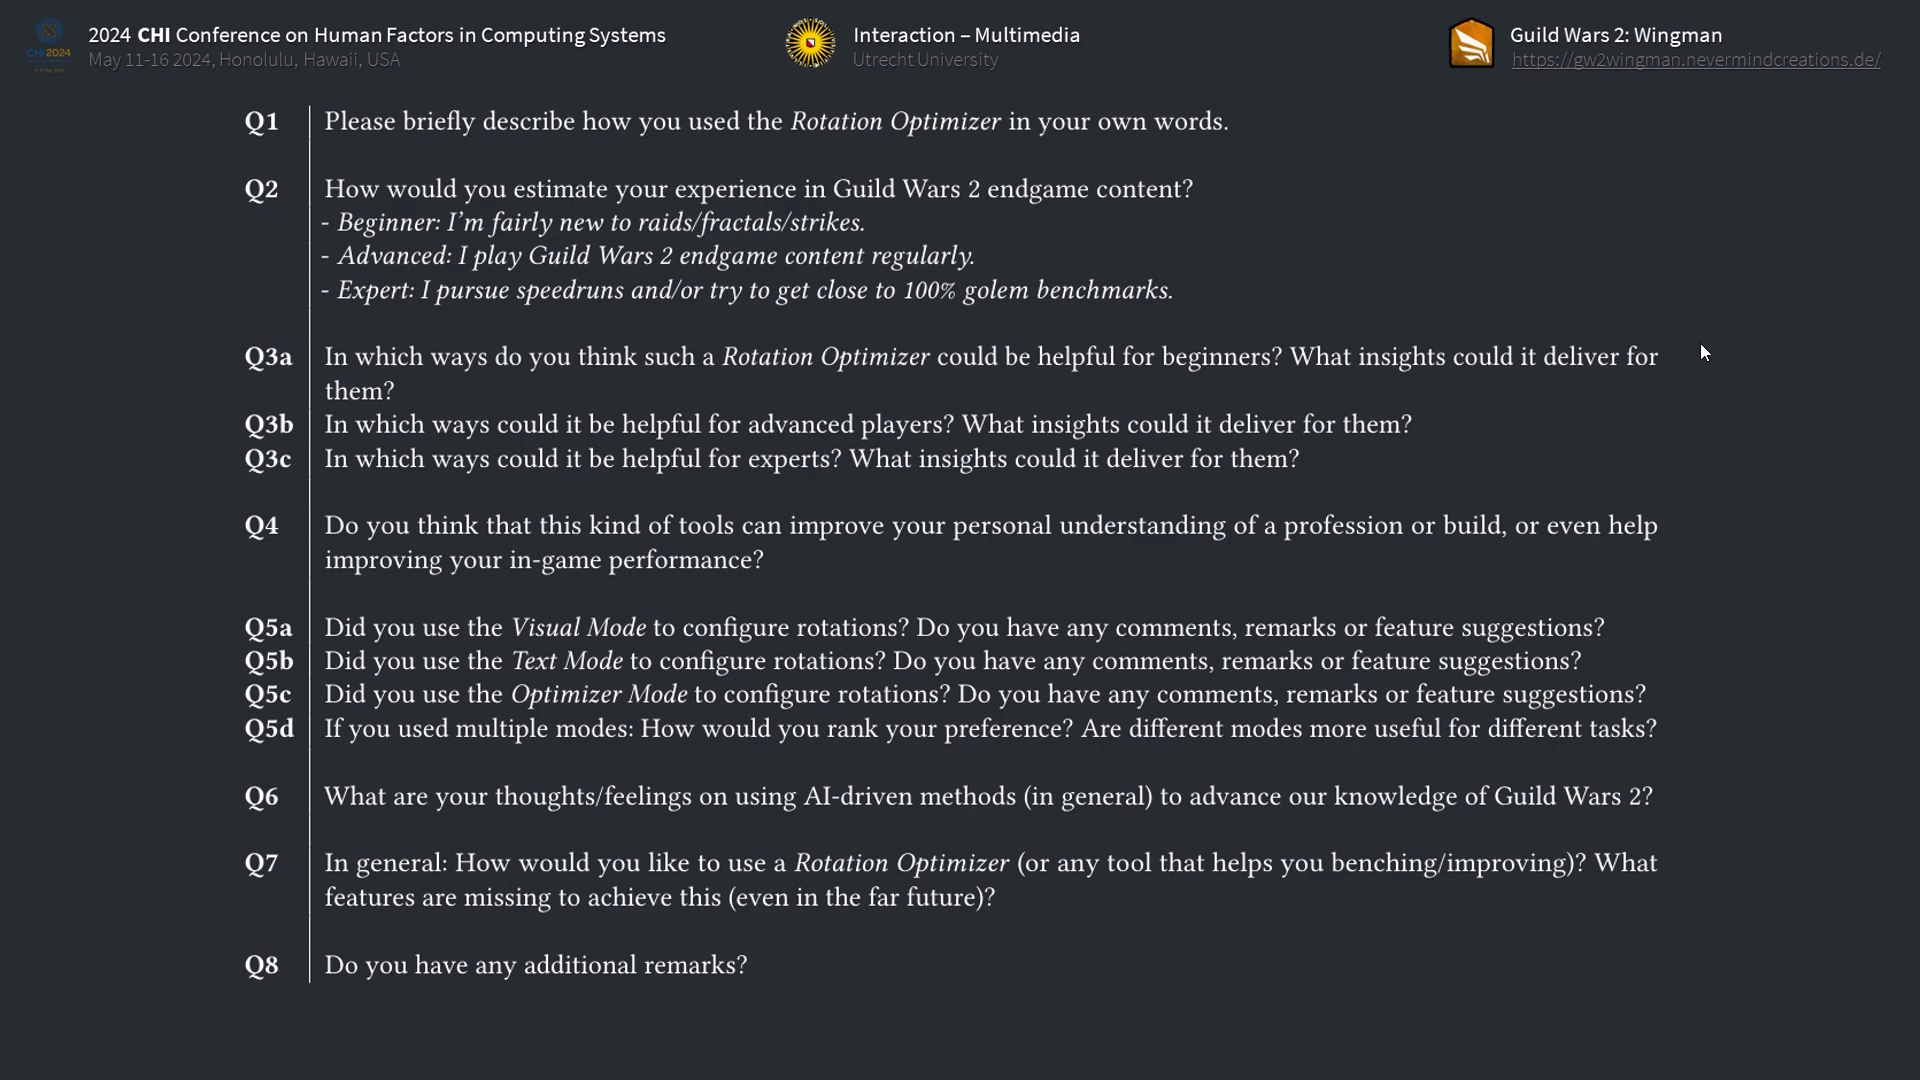 2024 CHI Conference on Human Factors in Computing Systems
May 11-16 2024, Honolulu, Hawaii, USA
CHI 2024
Interaction – Multimedia
Utrecht University
Guild Wars 2: Wingman
https://gw2wingman.nevermindcreations.de/
Q1 Please briefly describe how you used the Rotation Optimizer in your own words.
Q2 How would you estimate your experience in Guild Wars 2 endgame content?
- Beginner: I’m fairly new to raids/fractals/strikes.
- Advanced: I play Guild Wars 2 endgame content regularly.
- Expert: I pursue speedruns and/or try to get close to 100% golem benchmarks.
Q3a In which ways do you think such a Rotation Optimizer could be helpful for beginners? What insights could it deliver for
them?
Q3b In which ways could it be helpful for advanced players? What insights could it deliver for them?
Q3c In which ways could it be helpful for experts? What insights could it deliver for them?
Q4 Do you think that this kind of tools can improve your personal understanding of a profession or build, or even help
improving your in-game performance?
Q5a Did you use the Visual Mode to configure rotations? Do you have any comments, remarks or feature suggestions?
Q5b Did you use the Text Mode to configure rotations? Do you have any comments, remarks or feature suggestions?
Q5c Did you use the Optimizer Mode to configure rotations? Do you have any comments, remarks or feature suggestions?
Q5d If you used multiple modes: How would you rank your preference? Are different modes more useful for different tasks?
Q6 What are your thoughts/feelings on using AI-driven methods (in general) to advance our knowledge of Guild Wars 2?
Q7 In general: How would you like to use a Rotation Optimizer (or any tool that helps you benching/improving)? What
features are missing to achieve this (even in the far future)?
Q8 Do you have any additional remarks?